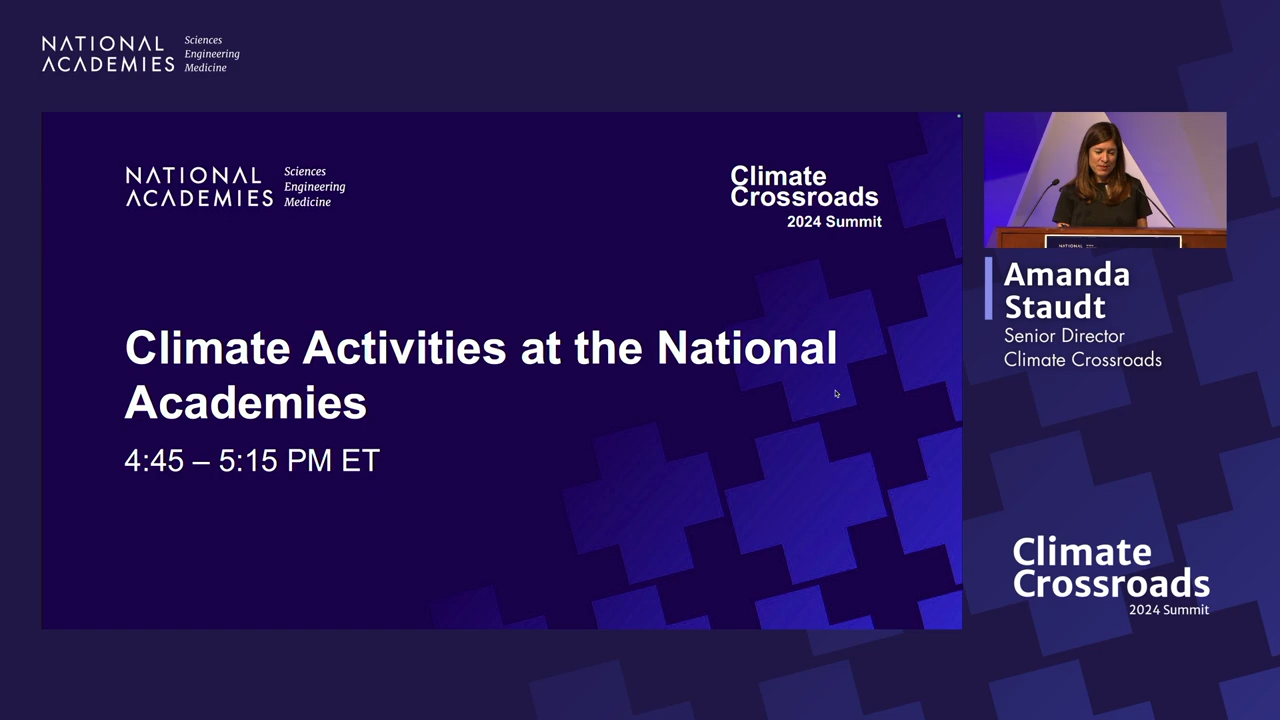 NATIONAL
ACADEMIES
Sciences
Engineering
Medicine
NATIONAL
ACADEMIES
Sciences
Engineering
Medicine
Climate
Crossroads
2024 Summit
Climate Activities at the National
Academies
4:45 – 5:15 PM ET
NATIONAL
Amanda
Staudt
Senior Director
Climate Crossroads
Climate
Crossroads
2024 Summit